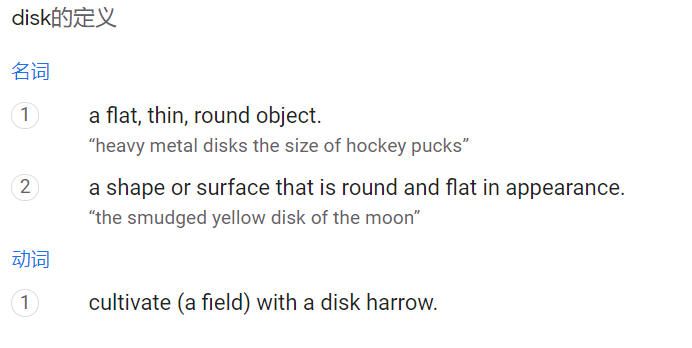 disk的定义
名词
1 a flat, thin, round object.
“heavy metal disks the size of hockey pucks”
2 a shape or surface that is round and flat in appearance.
“the smudged yellow disk of the moon”
动词
1 cultivate (a field) with a disk harrow.